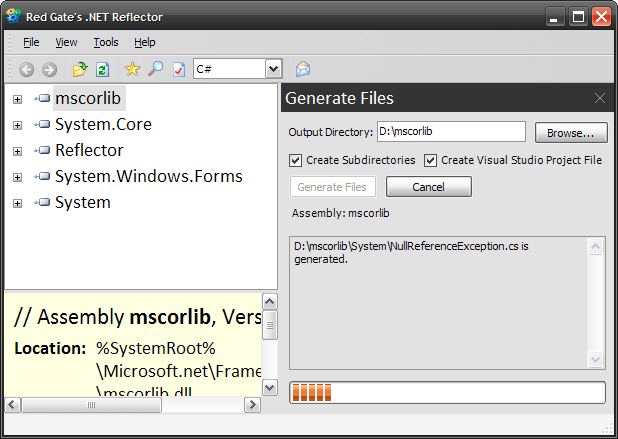 Red Gate's .NET Reflector
File View Tools Help
C#
mscorlib
System.Core
Reflector
System.Windows.Forms
System
// Assembly mscorlib, Vers
Location: %SystemRoot%
\Microsoft.net\Frame
\mscorlib.dll
Generate Files
Output Directory: D:\mscorlib Browse...
Create Subdirectories Create Visual Studio Project File
Generate Files Cancel
Assembly: mscorlib
D:\mscorlib\System\NullReferenceException.cs is
generated.